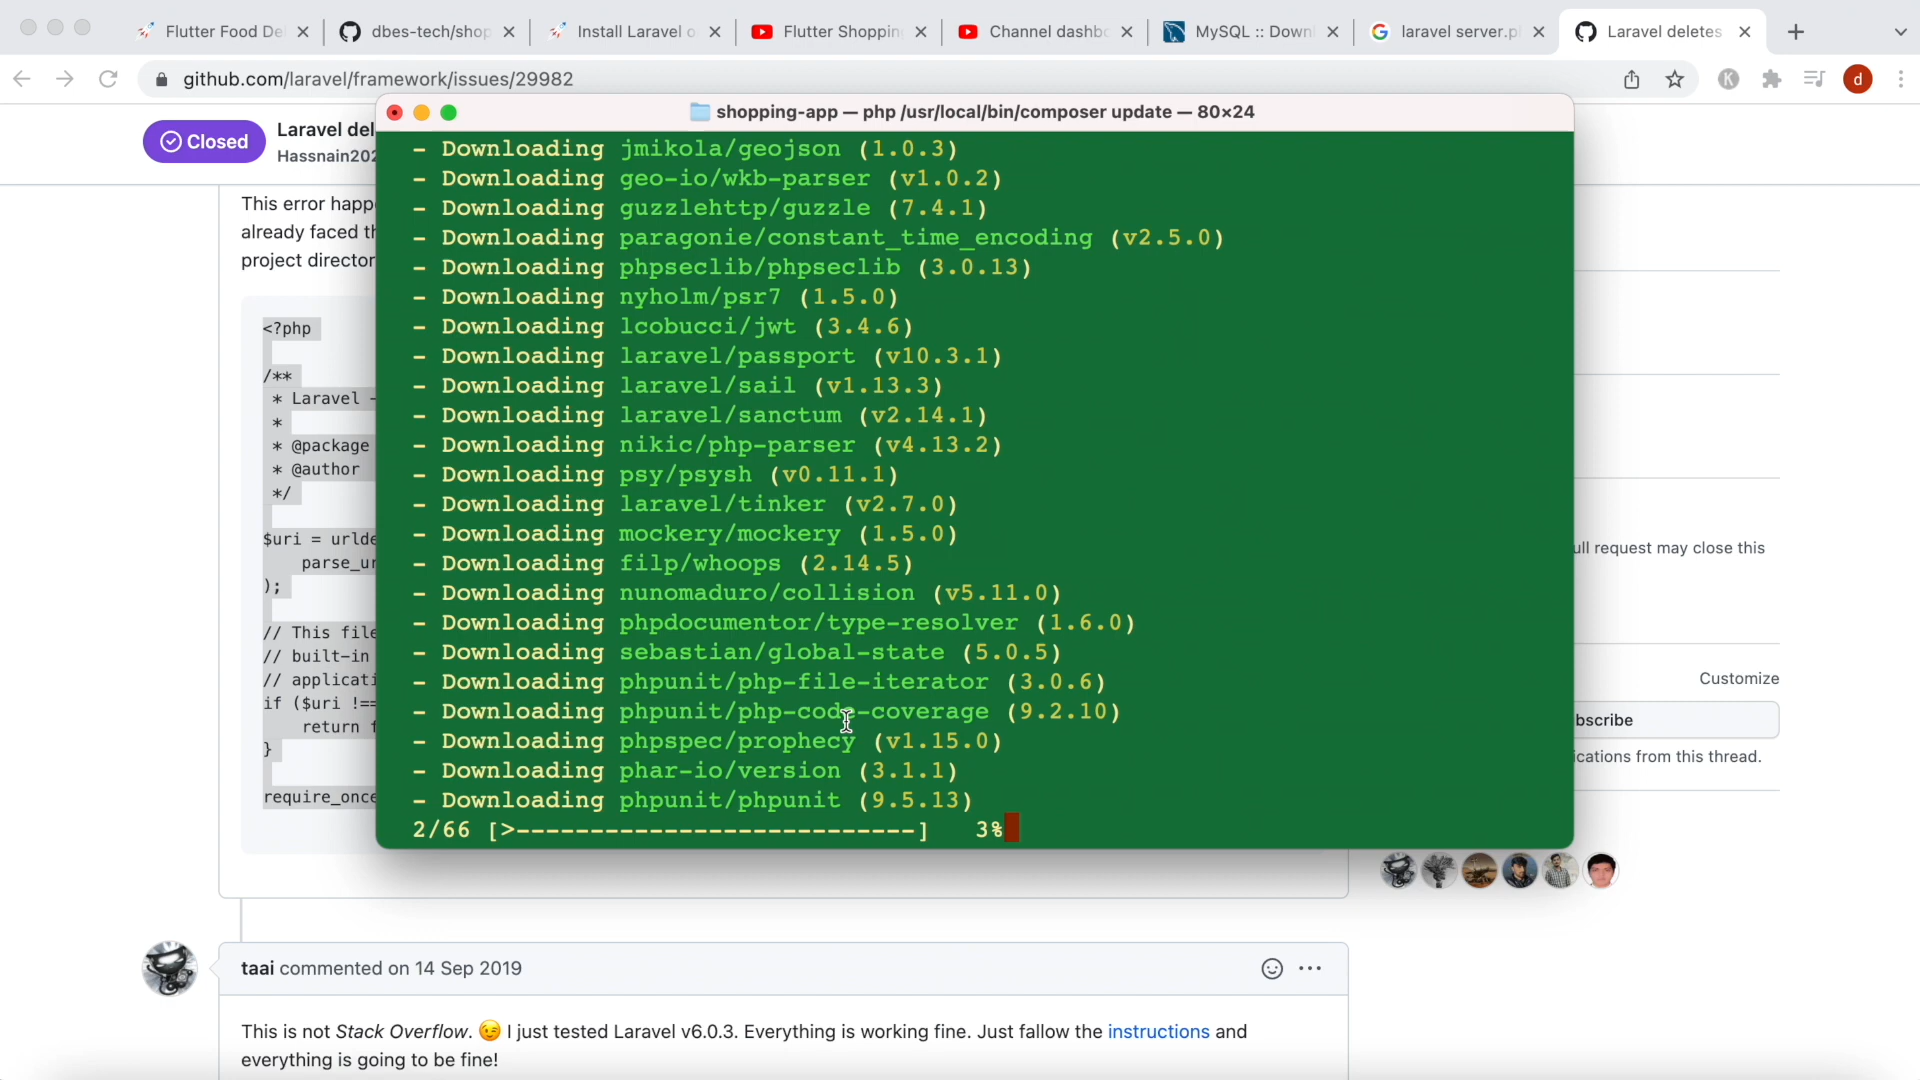 Flutter Food De
dbes-tech/shop
Install Laravel o
Flutter Shoppin
Channel dashbo
MySQL :: Down
laravel server.p
Laravel deletes
github.com/laravel/framework/issues/29982
K
d
Closed
Laravel del
Hassnain202
shopping-app — php /usr/local/bin/composer update — 80×24
This error happ
already faced th
project director
<?php
/**
* Laravel -
*
* @package
* @author
*/
$uri = urlde
parse_ur
);
// This file
// built-in
// applicati
if ($uri !==
return f
}
require_once
- Downloading jmikola/geojson (1.0.3)
- Downloading geo-io/wkb-parser (v1.0.2)
- Downloading guzzlehttp/guzzle (7.4.1)
- Downloading paragonie/constant_time_encoding (v2.5.0)
- Downloading phpseclib/phpseclib (3.0.13)
- Downloading nyholm/psr7 (1.5.0)
- Downloading lcobucci/jwt (3.4.6)
- Downloading laravel/passport (v10.3.1)
- Downloading laravel/sail (v1.13.3)
- Downloading laravel/sanctum (v2.14.1)
- Downloading nikic/php-parser (v4.13.2)
- Downloading psy/psysh (v0.11.1)
- Downloading laravel/tinker (v2.7.0)
- Downloading mockery/mockery (1.5.0)
- Downloading filp/whoops (2.14.5)
- Downloading nunomaduro/collision (v5.11.0)
- Downloading phpdocumentor/type-resolver (1.6.0)
- Downloading sebastian/global-state (5.0.5)
- Downloading phpunit/php-file-iterator (3.0.6)
- Downloading phpunit/php-code-coverage (9.2.10)
- Downloading phpspec/prophecy (v1.15.0)
- Downloading phar-io/version (3.1.1)
- Downloading phpunit/phpunit (9.5.13)
2/66 [>---------------------------] 3%
ull request may close this
Customize
bscribe
ications from this thread.
taai commented on 14 Sep 2019
This is not Stack Overflow. 😉 I just tested Laravel v6.0.3. Everything is working fine. Just fallow the instructions and
everything is going to be fine!